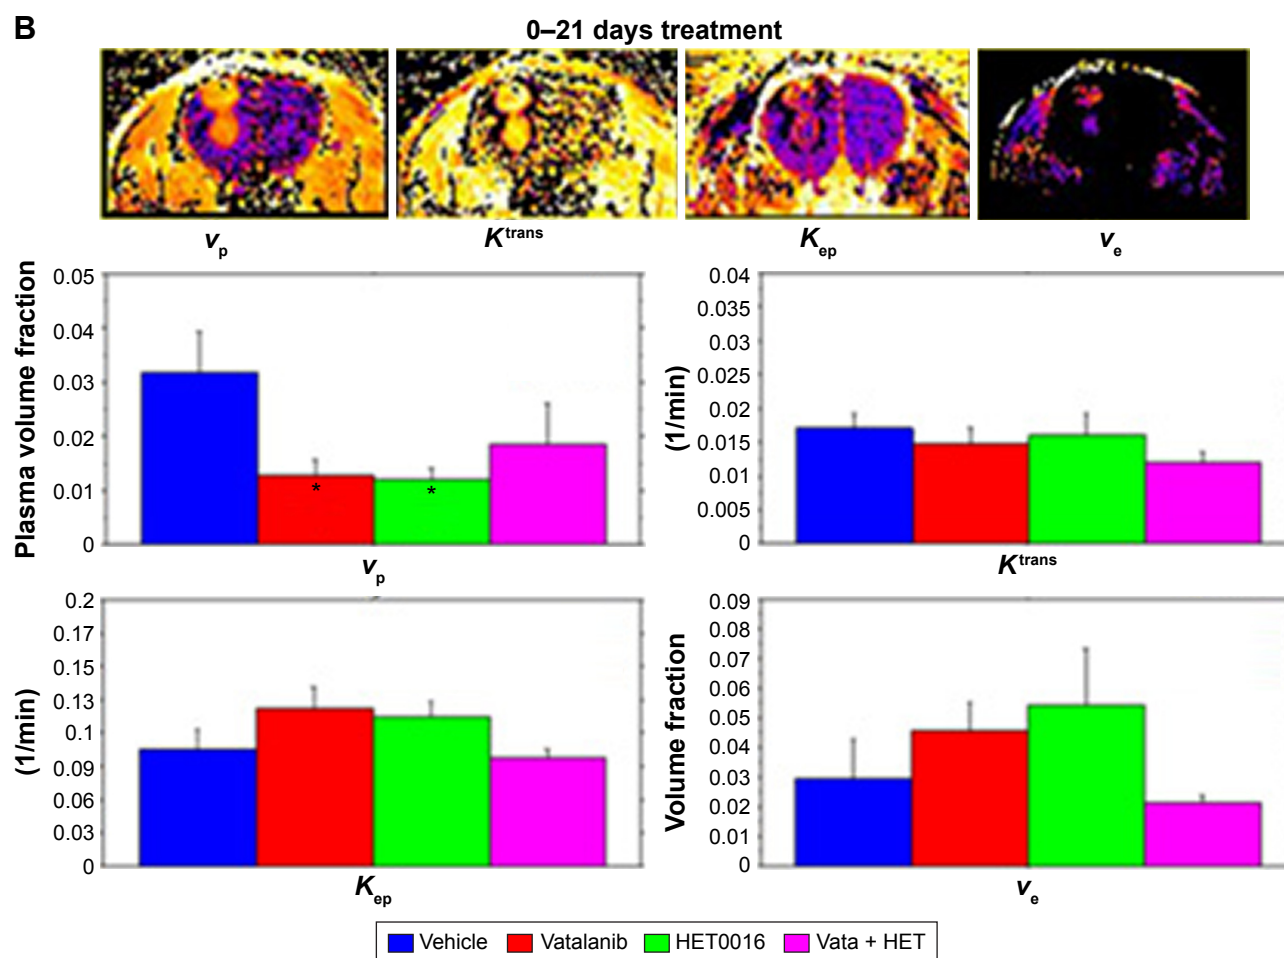 B
0–21 days treatment
vp
Ktrans
Kep
ve
Plasma volume fraction
0.05
0.04
0.03
0.02
0.01
0
*
*
vp
(1/min)
0.04
0.035
0.03
0.025
0.02
0.015
0.01
0.005
0
Ktrans
(1/min)
0.2
0.17
0.15
0.13
0.1
0.09
0.06
0.03
0
Kep
Volume fraction
0.09
0.08
0.07
0.06
0.05
0.04
0.03
0.02
0.01
0
ve
Vehicle Vatalanib HET0016 Vata + HET